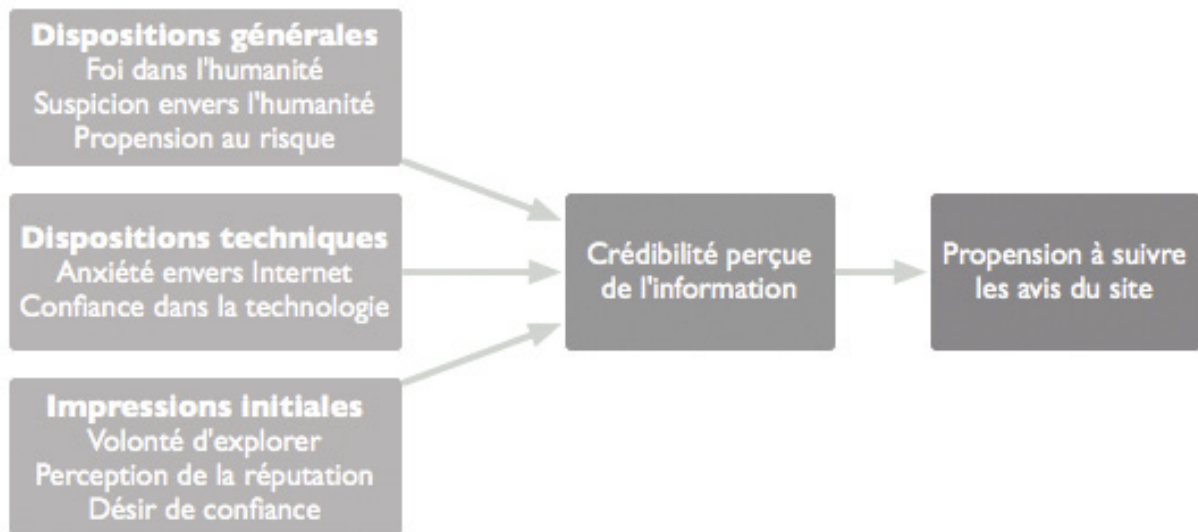 Dispositions générales
Foi dans l'humanité
Suspicion envers l'humanité
Propension au risque
Dispositions techniques
Anxiété envers Internet
Confiance dans la technologie
Impressions initiales
Volonté d'explorer
Perception de la réputation
Désir de confiance
Crédibilité perçue
de l'information
Propension à suivre
les avis du site